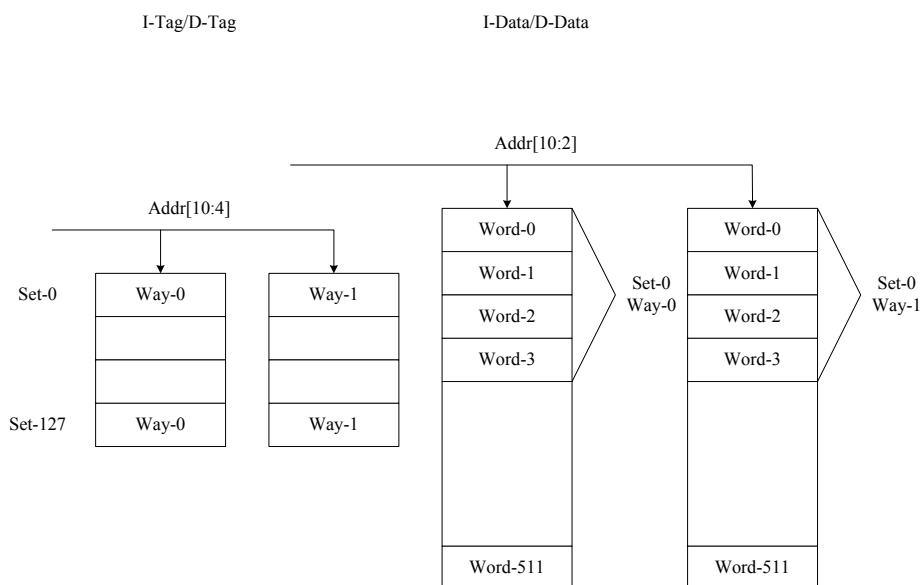 I-Tag/D-Tag
I-Data/D-Data
Addr[10:2]
Addr[10:4]
Set-0
Way-0
Way-1
Set-127
Way-0
Way-1
Word-0
Word-1
Word-2
Word-3
Set-0
Way-0
Word-511
Word-0
Word-1
Word-2
Word-3
Set-0
Way-1
Word-511